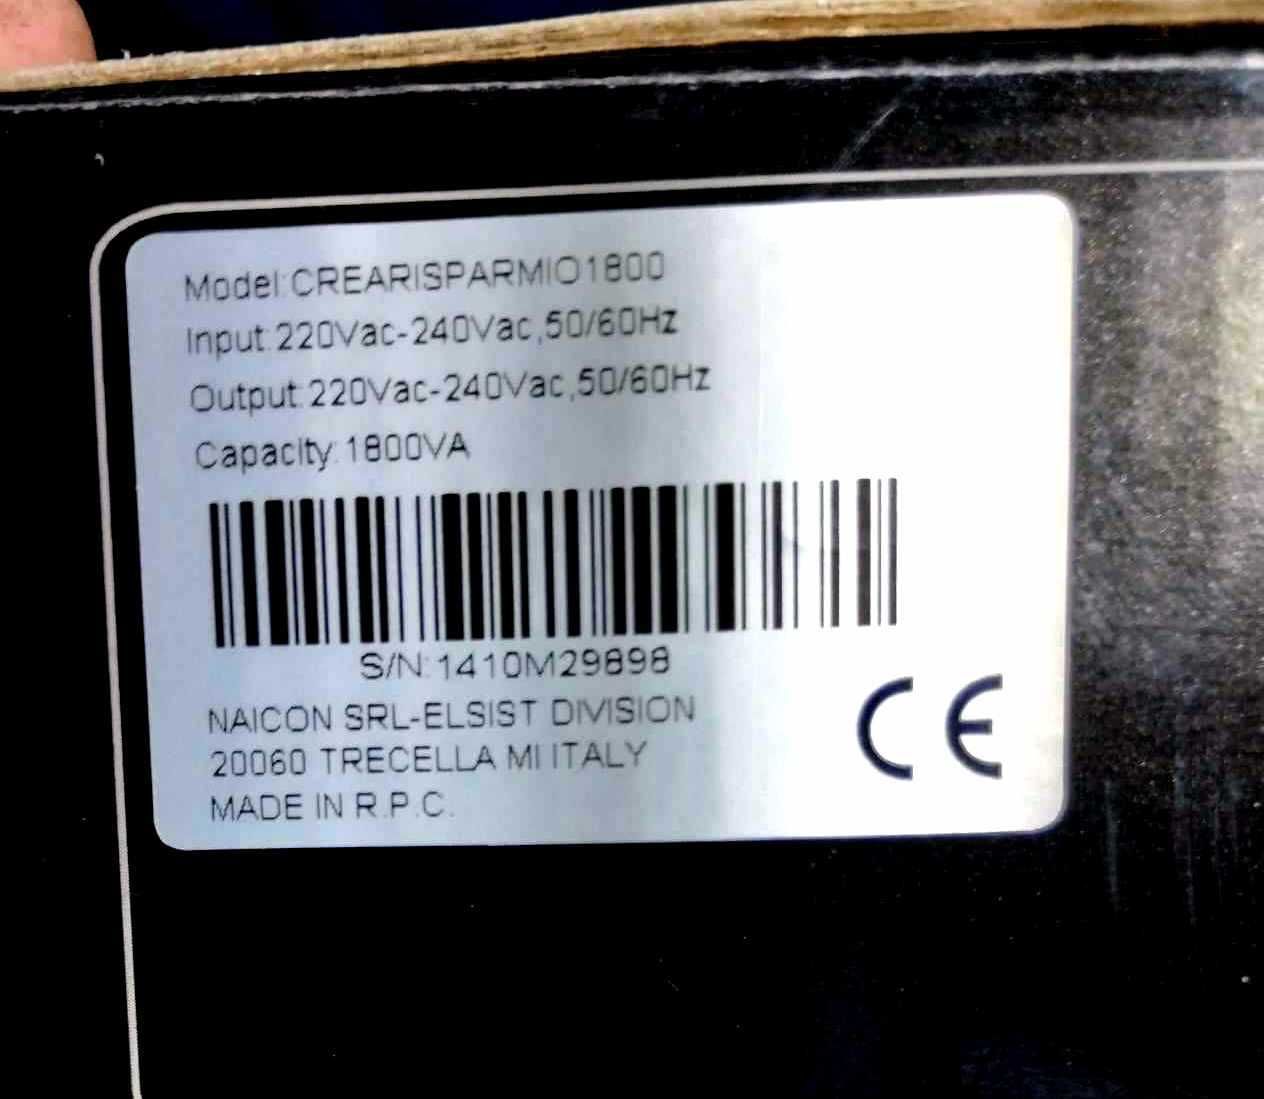 Model:CREARISPARMIO1800
Input:220Vac-240Vac,50/60Hz
Output:220Vac-240Vac,50/60Hz
Capacity:1800VA
S/N:1410M29898
NAICON SRL-ELSIST DIVISION
20060 TRECELLA MI ITALY
MADE IN R.P.C.
CE